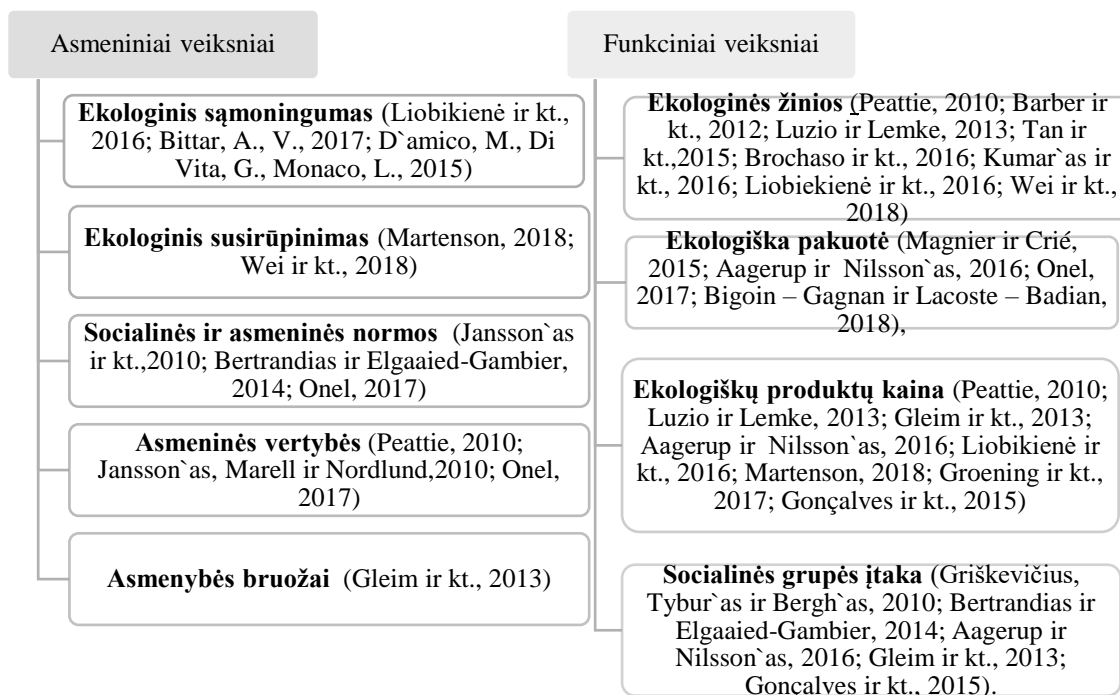 Asmeniniai veiksniai
Ekologinis sąmoningumas (Liobikienė ir kt.,
2016; Bittar, A., V., 2017; D`amico, M., Di
Vita, G., Monaco, L., 2015)
Ekologinis susirūpinimas (Martenson, 2018;
Wei ir kt., 2018)
Socialinės ir asmeninės normos (Jansson`as
ir kt.,2010; Bertrandias ir Elgaaied-Gambier,
2014; Onel, 2017)
Asmeninės vertybės (Peattie, 2010;
Jansson`as, Marell ir Nordlund,2010; Onel,
2017)
Asmenybės bruožai (Gleim ir kt., 2013)
Funkciniai veiksniai
Ekologinės žinios (Peattie, 2010; Barber ir
kt., 2012; Luzio ir Lemke, 2013; Tan ir
kt.,2015; Brochaso ir kt., 2016; Kumar`as ir
kt., 2016; Liobiekienė ir kt., 2016; Wei ir kt.,
2018)
Ekologiška pakuotė (Magnier ir Crié,
2015; Aagerup ir Nilsson`as, 2016; Onel,
2017; Bigoin – Gagnan ir Lacoste – Badian,
2018),
Ekologiškų produktų kaina (Peattie, 2010;
Luzio ir Lemke, 2013; Gleim ir kt., 2013;
Aagerup ir Nilsson`as, 2016; Liobikienė ir
kt., 2016; Martenson, 2018; Groening ir kt.,
2017; Gonçalves ir kt., 2015)
Socialinės grupės įtaka (Griškevičius,
Tybur`as ir Bergh`as, 2010; Bertrandias ir
Elgaaied-Gambier, 2014; Aagerup ir
Nilsson`as, 2016; Gleim ir kt., 2013;
Gonçalves ir kt., 2015).